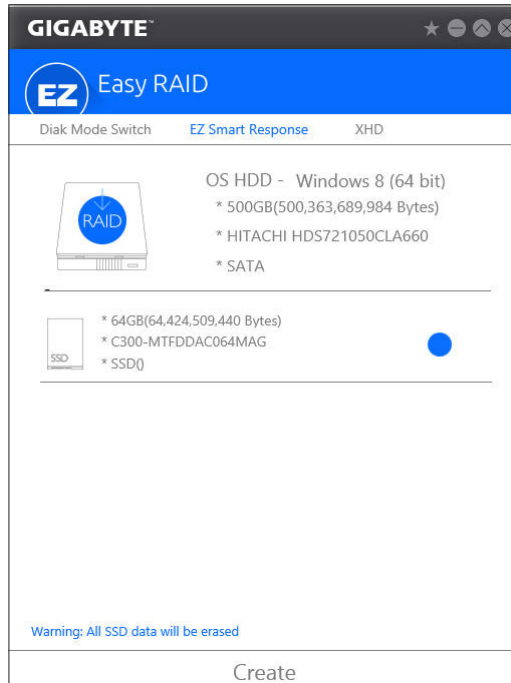 GIGABYTE™
EZ Easy RAID
Diak Mode Switch EZ Smart Response XHD
OS HDD - Windows 8 (64 bit)
* 500GB(500,363,689,984 Bytes)
RAID
* HITACHI HDS721050CLA660
* SATA
* 64GB(64,424,509,440 Bytes)
* C300-MTFDDAC064MAG
SSD
* SSD()
Warning: All SSD data will be erased
Create